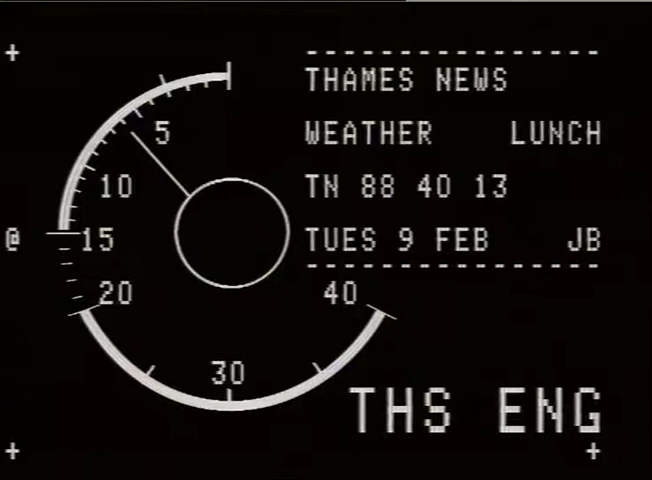 THAMES NEWS
WEATHER LUNCH
TN 88 40 13
TUES 9 FEB JB
5
10
@ 15
20
30
40
THS ENG